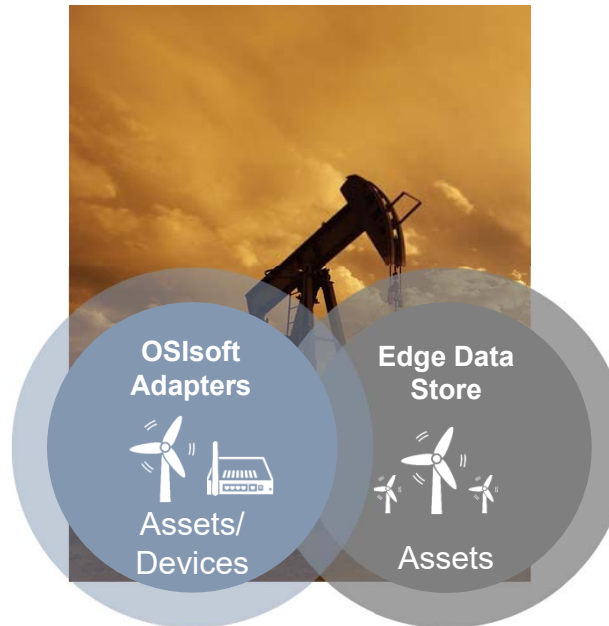 OSIsoft
Adapters
Assets/
Devices
Edge Data
Store
Assets